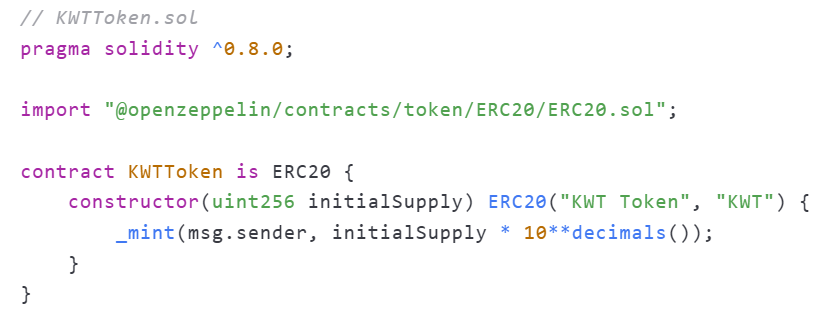 // KWTToken.sol
pragma solidity ^0.8.0;
import "@openzeppelin/contracts/token/ERC20/ERC20.sol";
contract KWTToken is ERC20 {
    constructor(uint256 initialSupply) ERC20("KWT Token", "KWT") {
        _mint(msg.sender, initialSupply * 10**decimals());
    }
}